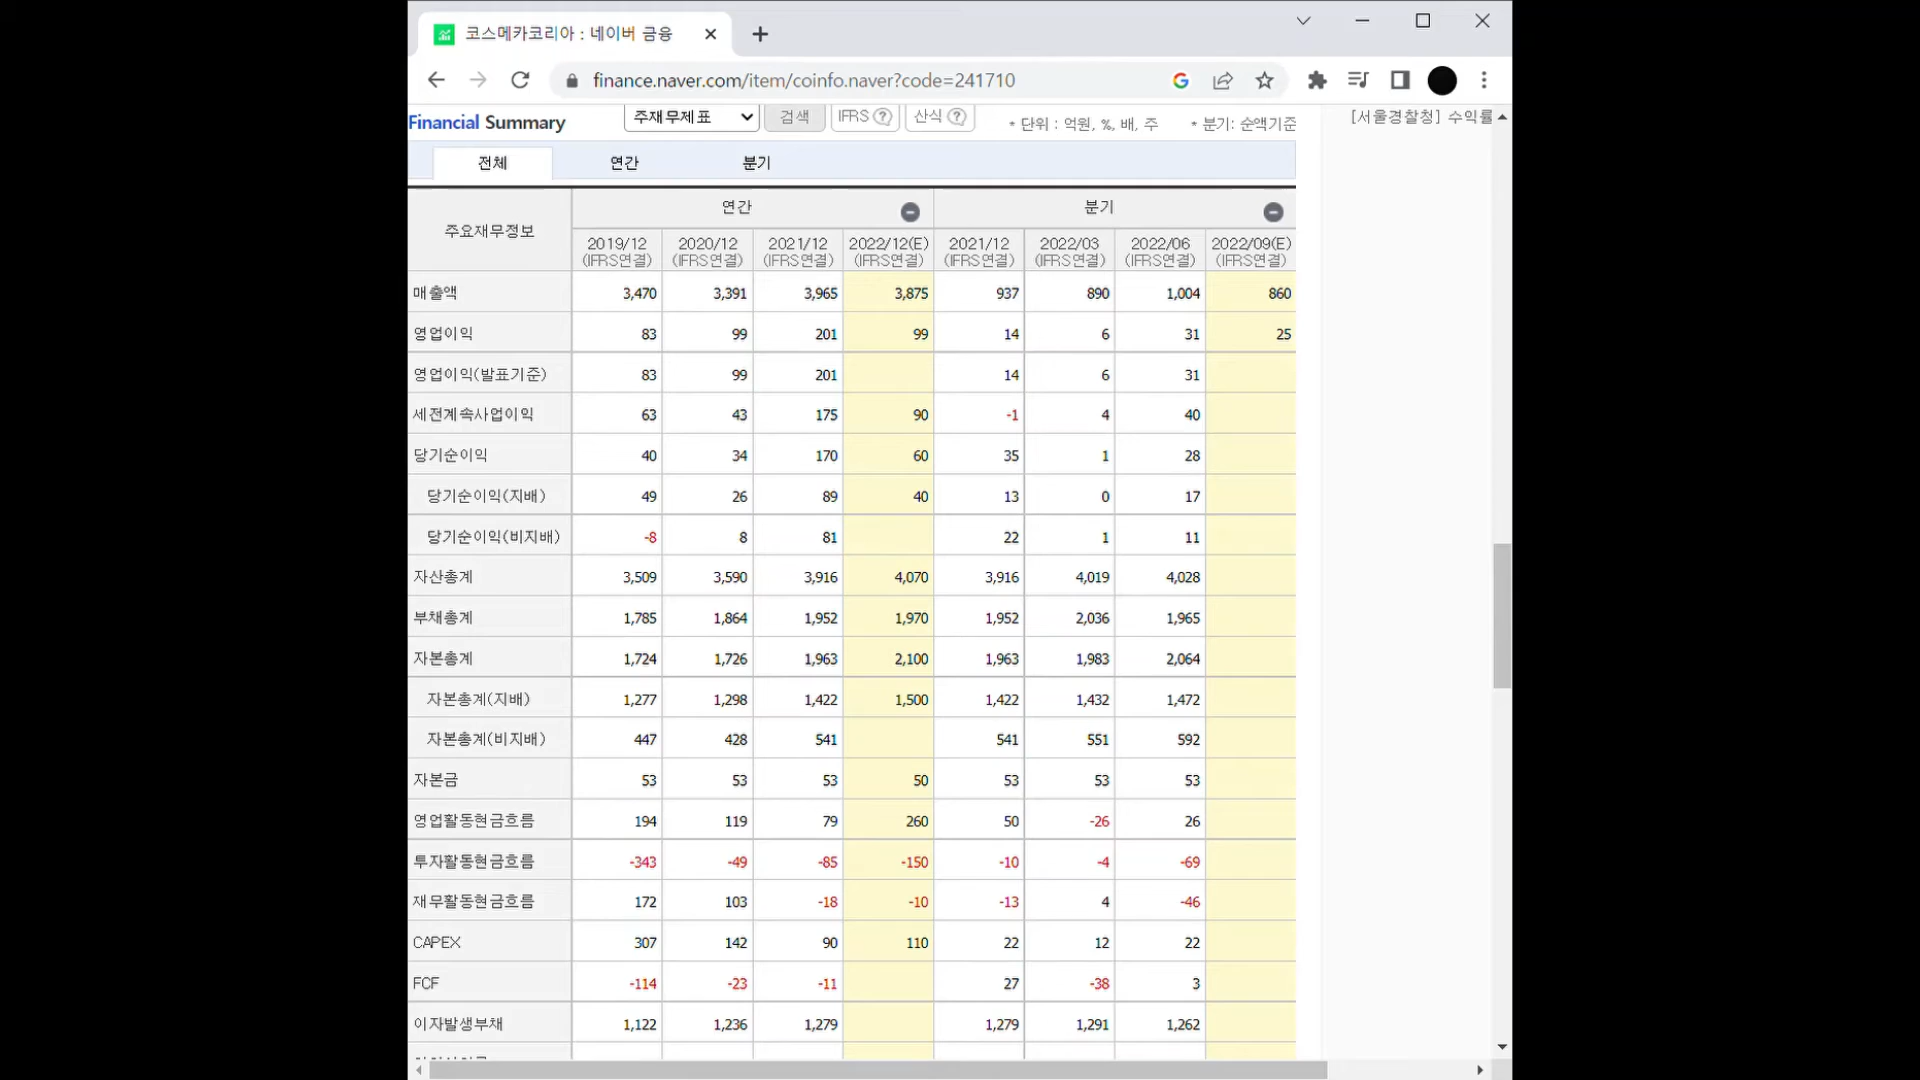 코스메카코리아 : 네이버 금융
finance.naver.com/item/coinfo.naver?code=241710
Financial Summary 주재무제표 검색 IFRS ? 산식 ? * 단위 : 억원, %, 배, 주 * 분기: 순액기준 [서울경찰청] 수익률
전체 연간 분기
주요재무정보 연간 분기
2019/12 2020/12 2021/12 2022/12(E) 2021/12 2022/03 2022/06 2022/09(E)
(IFRS연결) (IFRS연결) (IFRS연결) (IFRS연결) (IFRS연결) (IFRS연결) (IFRS연결) (IFRS연결)
매출액 3,470 3,391 3,965 3,875 937 890 1,004 860
영업이익 83 99 201 99 14 6 31 25
영업이익(발표기준) 83 99 201 14 6 31
세전계속사업이익 63 43 175 90 -1 4 40
당기순이익 40 34 170 60 35 1 28
당기순이익(지배) 49 26 89 40 13 0 17
당기순이익(비지배) -8 8 81 22 1 11
자산총계 3,509 3,590 3,916 4,070 3,916 4,019 4,028
부채총계 1,785 1,864 1,952 1,970 1,952 2,036 1,965
자본총계 1,724 1,726 1,963 2,100 1,963 1,983 2,064
자본총계(지배) 1,277 1,298 1,422 1,500 1,422 1,432 1,472
자본총계(비지배) 447 428 541 541 551 592
자본금 53 53 53 50 53 53 53
영업활동현금흐름 194 119 79 260 50 -26 26
투자활동현금흐름 -343 -49 -85 -150 -10 -4 -69
재무활동현금흐름 172 103 -18 -10 -13 4 -46
CAPEX 307 142 90 110 22 12 22
FCF -114 -23 -11 27 -38 3
이자발생부채 1,122 1,236 1,279 1,279 1,291 1,262